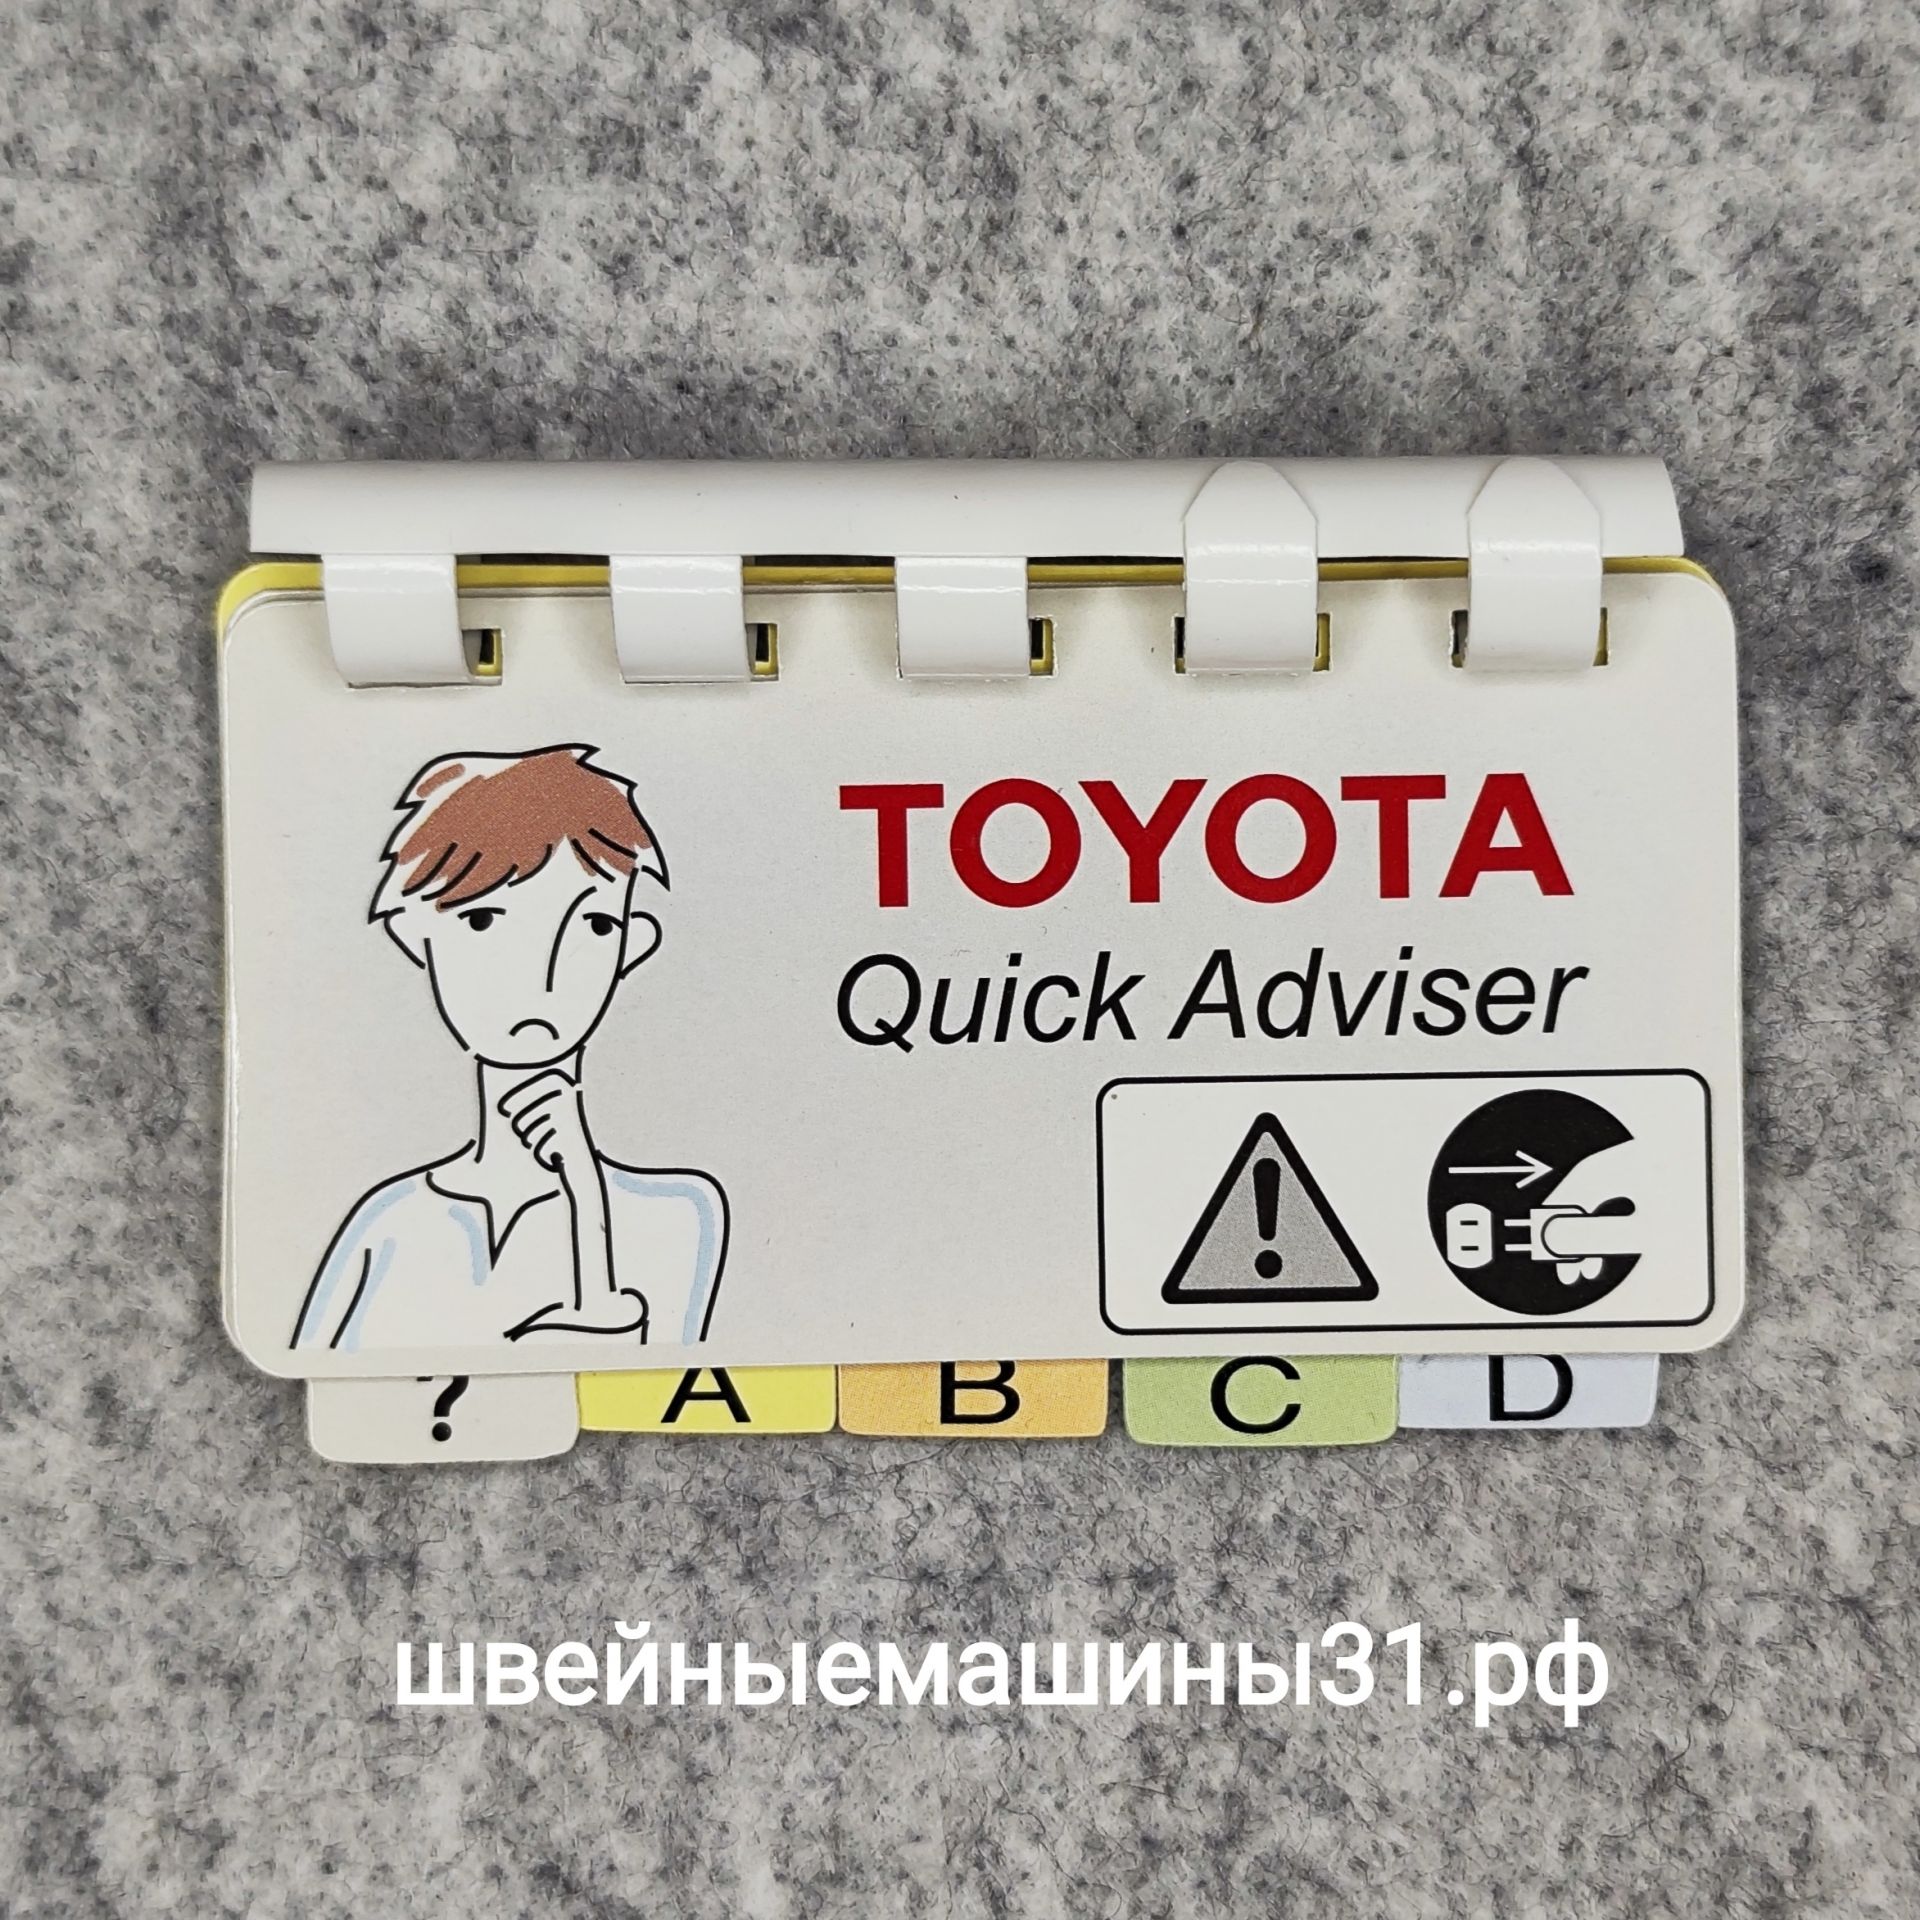 TOYOTA
Quick Adviser
? A B C D
швейныемашины31.рф